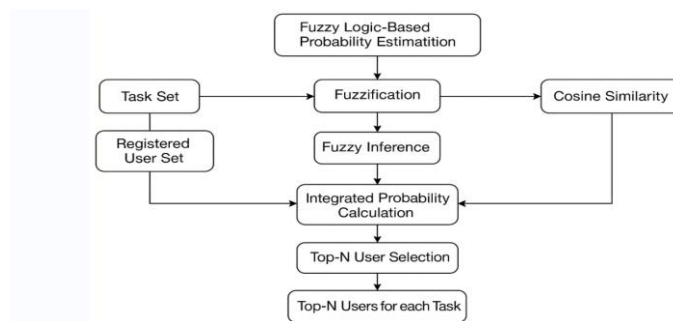 Fuzzy Logic-Based
Probability Estimatition
Task Set
Fuzzification
Cosine Similarity
Registered
User Set
Fuzzy Inference
Integrated Probability
Calculation
Top-N User Selection
Top-N Users for each Task